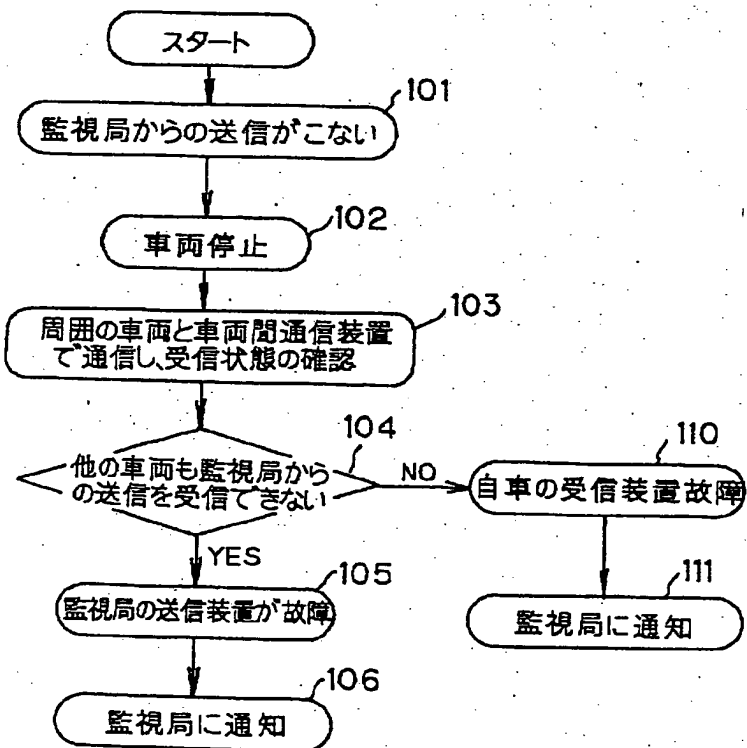 スタート
101
監視局からの送信がこない
102
車両停止
103
周囲の車両と車両間通信装置
で通信し、受信状態の確認
104
他の車両も監視局から
の送信を受信できない
NO
110
自車の受信装置故障
YES
105
監視局の送信装置が故障
111
監視局に通知
106
監視局に通知